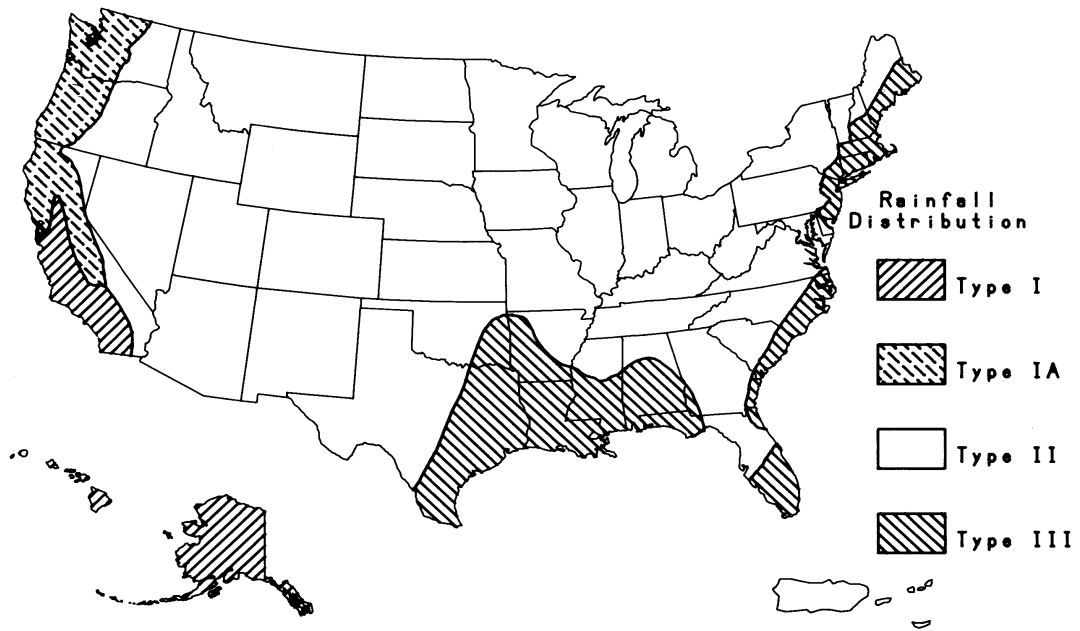 Rainfall
Distribution
Type I
Type IA
Type II
Type III